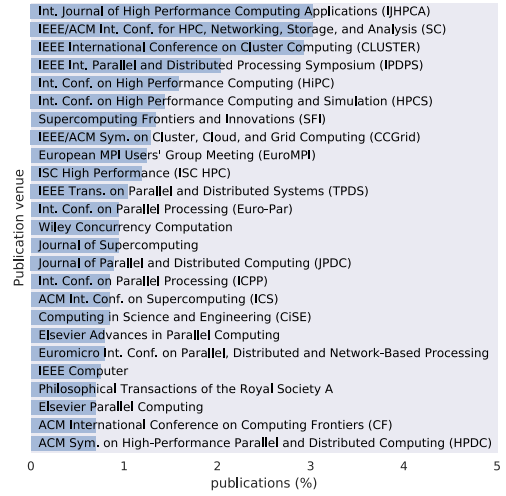 Publication venue
Int. Journal of High Performance Computing Applications (IJHPCA)
IEEE/ACM Int. Conf. for HPC, Networking, Storage, and Analysis (SC)
IEEE International Conference on Cluster Computing (CLUSTER)
IEEE Int. Parallel and Distributed Processing Symposium (IPDPS)
Int. Conf. on High Performance Computing (HiPC)
Int. Conf. on High Performance Computing and Simulation (HPCS)
Supercomputing Frontiers and Innovations (SFI)
IEEE/ACM Sym. on Cluster, Cloud, and Grid Computing (CCGrid)
European MPI Users' Group Meeting (EuroMPI)
ISC High Performance (ISC HPC)
IEEE Trans. on Parallel and Distributed Systems (TPDS)
Int. Conf. on Parallel Processing (Euro-Par)
Wiley Concurrency Computation
Journal of Supercomputing
Journal of Parallel and Distributed Computing (JPDC)
Int. Conf. on Parallel Processing (ICPP)
ACM Int. Conf. on Supercomputing (ICS)
Computing in Science and Engineering (CiSE)
Elsevier Advances in Parallel Computing
Euromicro Int. Conf. on Parallel, Distributed and Network-Based Processing
IEEE Computer
Philosophical Transactions of the Royal Society A
Elsevier Parallel Computing
ACM International Conference on Computing Frontiers (CF)
ACM Sym. on High-Performance Parallel and Distributed Computing (HPDC)
0 1 2 3 4 5
publications (%)